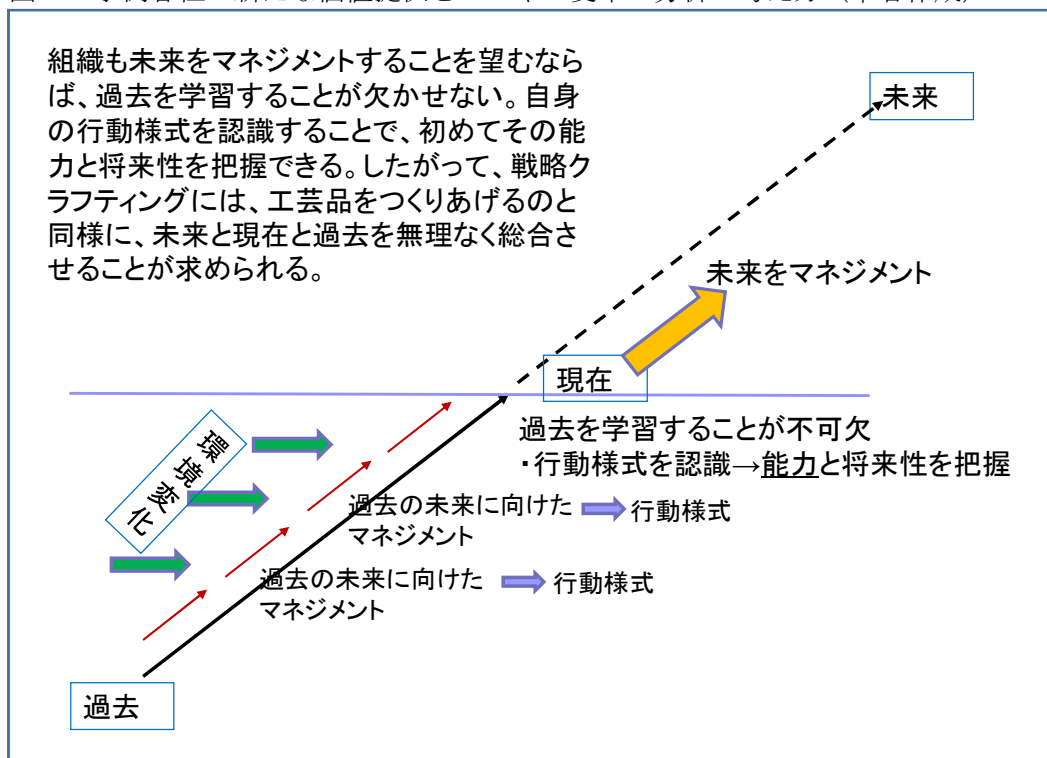 組織も未来をマネジメントすることを望むなら
ば、過去を学習することが欠かせない。自身
の行動様式を認識することで、初めてその能
力と将来性を把握できる。したがって、戦略ク
ラフティングには、工芸品をつくりあげるのと
同様に、未来と現在と過去を無理なく総合さ
せることが求められる。
未来
未来をマネジメント
現在
過去を学習することが不可欠
・行動様式を認識→能力と将来性を把握
環境変化
過去の未来に向けた
マネジメント
行動様式
過去の未来に向けた
マネジメント
行動様式
過去